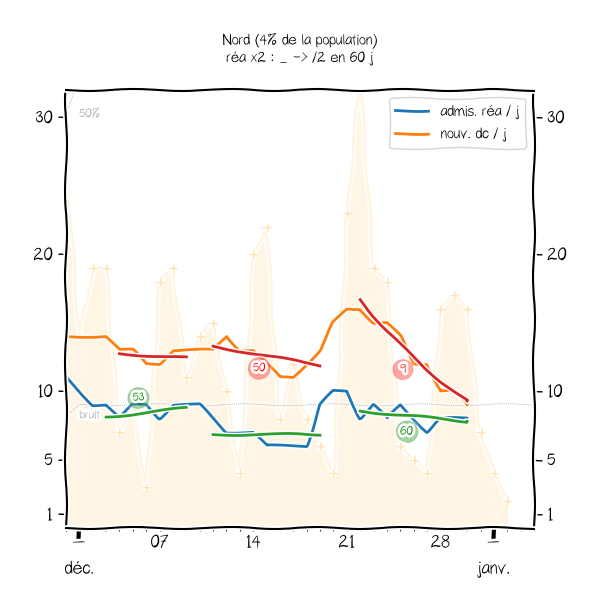 Nord (4% de la population)
réa x2 : _ -> /2 en 60 j
50%
admis. réa / j
nouv. dc / j
30
30
20
20
53
50
9
60
10
10
bruit
5
5
1
1
07
14
21
28
déc.
janv.